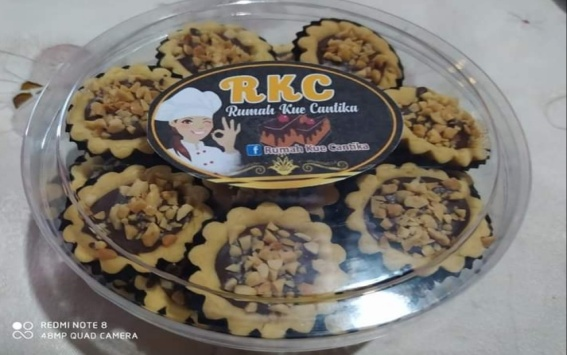 RKC
Rumah Kue Cantika
f Rumah Kue Cantika
REDMI NOTE 8
48MP QUAD CAMERA